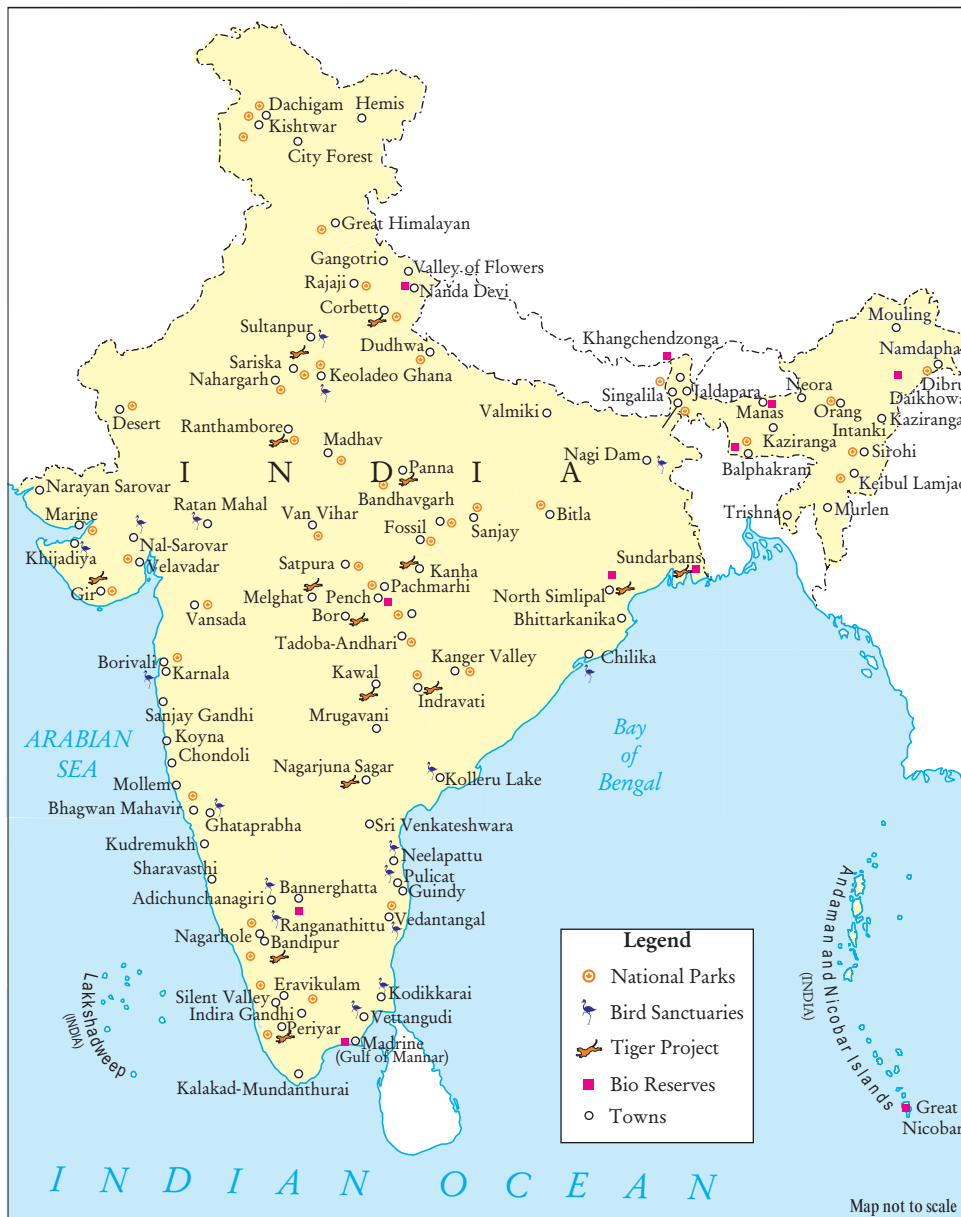 Dachigam
Hemis
Kishtwar
City Forest
Great Himalayan
Gangotri
Valley of Flowers
Rajaji
Nanda Devi
Corbett
Mouling
Sultanpur
Khangchendzonga
Dudhwa
Namdapha
Sariska
Nahargarh
Keoladeo Ghana
Singalila
Jaldapara
Neora
Dibru
Daikhowa
Desert
Valmiki
Manas
Orang
Kaziranga
Ranthambore
Kaziranga
Intanki
Madhav
Nagi Dam
Sirohi
I N D I A
Panna
Balphakram
Narayan Sarovar
Bandhavgarh
Keibul Lamjao
Marine
Ratan Mahal
Van Vihar
Fossil
Sanjay
Bitla
Trishna
Murlen
Khijadiya
Nal-Sarovar
Velavadar
Satpura
Kanha
Sundarbans
Gir
Melghat
Pench
Pachmarhi
North Simlipal
Vansada
Bor
Bhittarkanika
Tadoba-Andhari
Borivali
Karnala
Kawal
Kanger Valley
Chilika
Indravati
Sanjay Gandhi
Mrugavani
ARABIAN
SEA
Koyna
Bay
of
Bengal
Chondoli
Nagarjuna Sagar
Kolleru Lake
Mollem
Bhagwan Mahavir
Ghataprabha
Sri Venkateshwara
Kudremukh
Neelapattu
Sharavasthi
Pulicat
Bannerghatta
Guindy
Adichunchanagiri
Ranganathittu
Vedantangal
Nagarhole
Bandipur
Eravikulam
Silent Valley
Kodikkarai
Indira Gandhi
Vettangudi
Periyar
Madrine
(Gulf of Manhar)
Kalakad-Mundanthurai
Lakkshadweep
(INDIA)
Andaman and Nicobar Islands
(INDIA)
Great
Nicobar
Legend
National Parks
Bird Sanctuaries
Tiger Project
Bio Reserves
Towns
I N D I A N O C E A N
Map not to scale